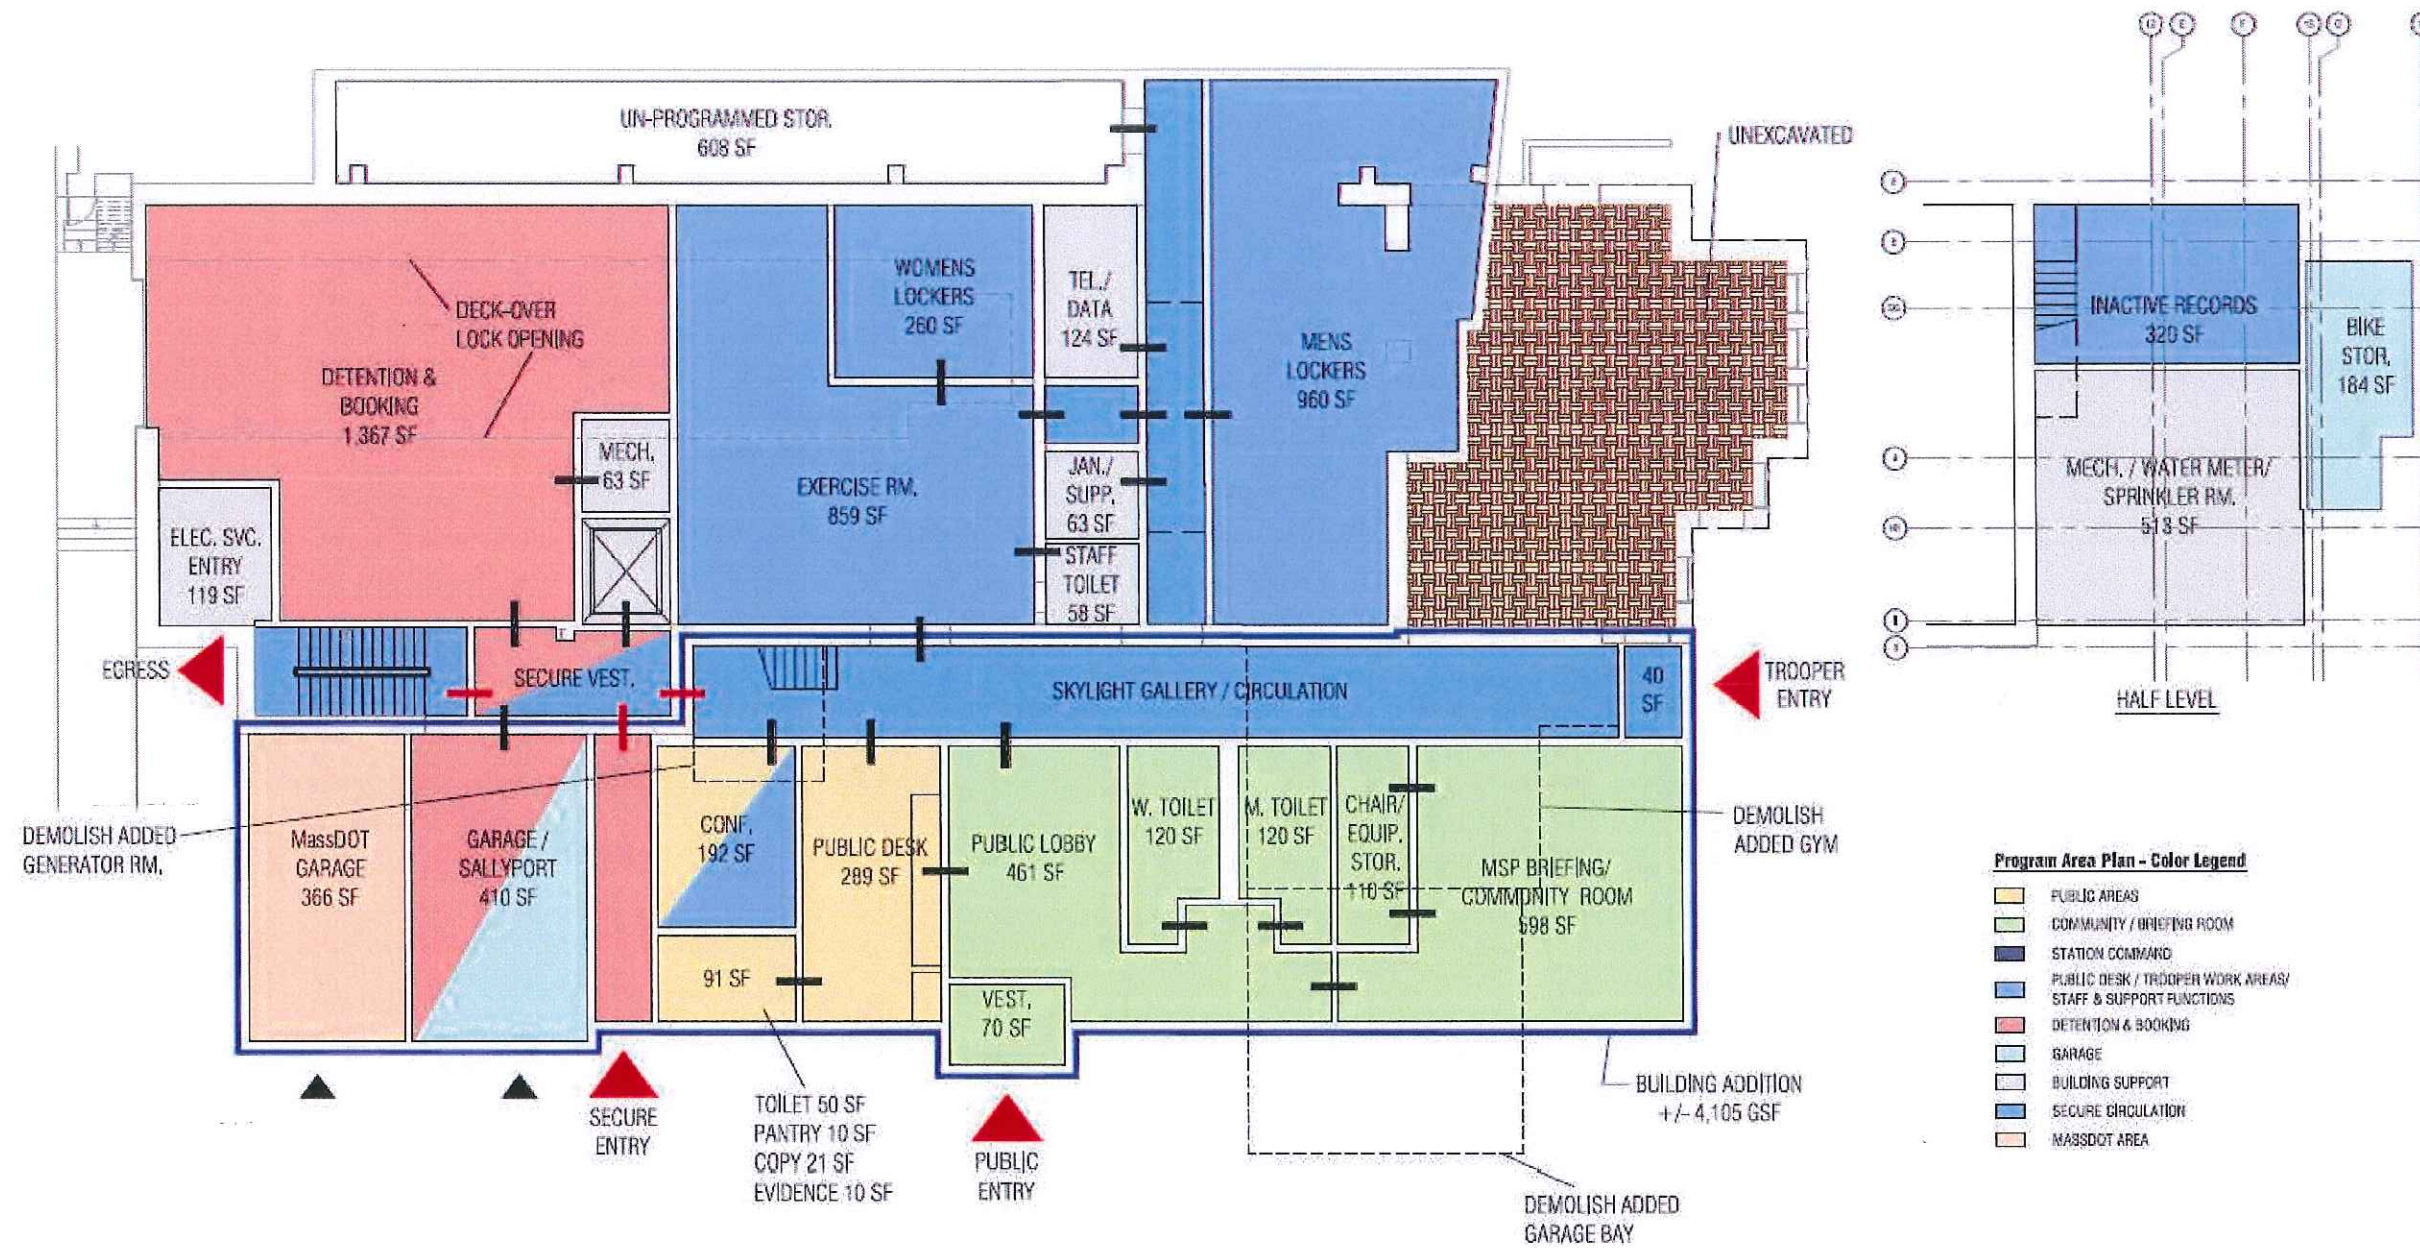 UN-PROGRAMMED STOR.
608 SF
UNEXCAVATED
DECK-OVER
LOCK OPENING
DETENTION &
BOOKING
1,367 SF
MECH.
63 SF
ELEC. SVC.
ENTRY
119 SF
WOMENS
LOCKERS
260 SF
EXERCISE RM.
859 SF
TEL./
DATA
124 SF
JAN./
SUPP.
63 SF
STAFF
TOILET
58 SF
MENS
LOCKERS
960 SF
INACTIVE RECORDS
320 SF
BIKE
STOR.
184 SF
MECH. / WATER METER/
SPRINKLER RM.
513 SF
HALF LEVEL
EGRESS
SECURE VEST.
SKYLIGHT GALLERY / CIRCULATION
40
SF
TROOPER
ENTRY
DEMOLISH ADDED
GENERATOR RM.
MassDOT
GARAGE
366 SF
GARAGE /
SALLYPORT
410 SF
CONF.
192 SF
91 SF
PUBLIC DESK
289 SF
PUBLIC LOBBY
461 SF
VEST.
70 SF
W. TOILET
120 SF
M. TOILET
120 SF
CHAIR/
EQUIP.
STOR.
110 SF
MSP BRIEFING/
COMMUNITY ROOM
598 SF
DEMOLISH
ADDED GYM
SECURE
ENTRY
TOILET 50 SF
PANTRY 10 SF
COPY 21 SF
EVIDENCE 10 SF
PUBLIC
ENTRY
BUILDING ADDITION
+/- 4,105 GSF
DEMOLISH ADDED
GARAGE BAY
Program Area Plan - Color Legend
PUBLIC AREAS
COMMUNITY / BRIEFING ROOM
STATION COMMAND
PUBLIC DESK / TROOPER WORK AREAS/
STAFF & SUPPORT FUNCTIONS
DETENTION & BOOKING
GARAGE
BUILDING SUPPORT
SECURE CIRCULATION
MASSDOT AREA